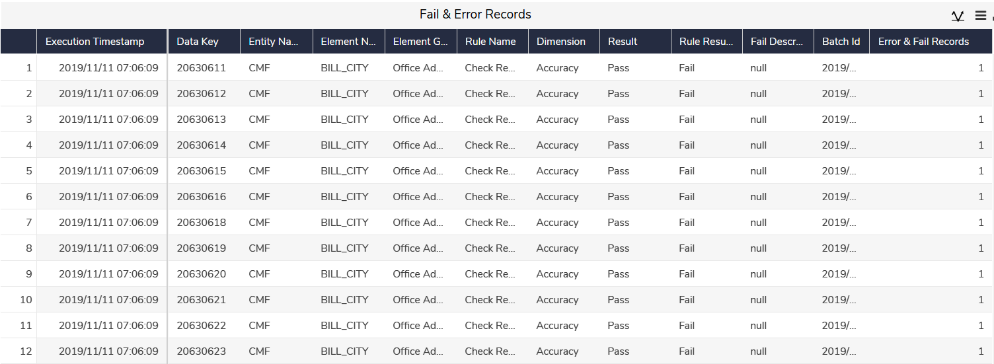 Fail & Error Records
Execution Timestamp Data Key Entity Na... Element N... Element G... Rule Name Dimension Result Rule Resu... Fail Descr... Batch Id Error & Fail Records
1 2019/11/11 07:06:09 20630611 CMF BILL_CITY Office Ad... Check Re... Accuracy Pass Fail null 2019/... 1
2 2019/11/11 07:06:09 20630612 CMF BILL_CITY Office Ad... Check Re... Accuracy Pass Fail null 2019/... 1
3 2019/11/11 07:06:09 20630613 CMF BILL_CITY Office Ad... Check Re... Accuracy Pass Fail null 2019/... 1
4 2019/11/11 07:06:09 20630614 CMF BILL_CITY Office Ad... Check Re... Accuracy Pass Fail null 2019/... 1
5 2019/11/11 07:06:09 20630615 CMF BILL_CITY Office Ad... Check Re... Accuracy Pass Fail null 2019/... 1
6 2019/11/11 07:06:09 20630616 CMF BILL_CITY Office Ad... Check Re... Accuracy Pass Fail null 2019/... 1
7 2019/11/11 07:06:09 20630618 CMF BILL_CITY Office Ad... Check Re... Accuracy Pass Fail null 2019/... 1
8 2019/11/11 07:06:09 20630619 CMF BILL_CITY Office Ad... Check Re... Accuracy Pass Fail null 2019/... 1
9 2019/11/11 07:06:09 20630620 CMF BILL_CITY Office Ad... Check Re... Accuracy Pass Fail null 2019/... 1
10 2019/11/11 07:06:09 20630621 CMF BILL_CITY Office Ad... Check Re... Accuracy Pass Fail null 2019/... 1
11 2019/11/11 07:06:09 20630622 CMF BILL_CITY Office Ad... Check Re... Accuracy Pass Fail null 2019/... 1
12 2019/11/11 07:06:09 20630623 CMF BILL_CITY Office Ad... Check Re... Accuracy Pass Fail null 2019/... 1